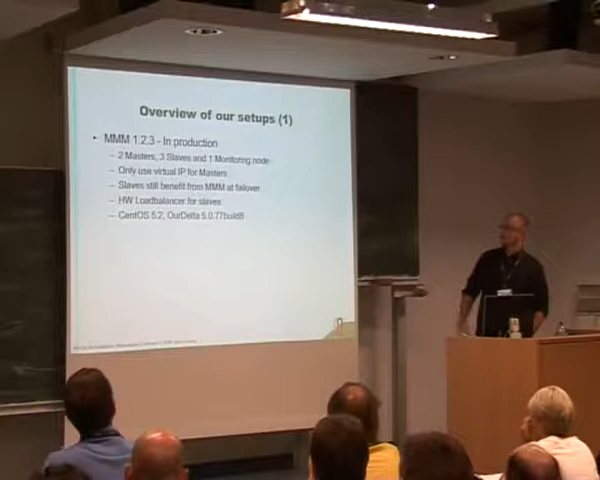 Overview of our setups (1)
• MMM 1.2.3 - In production
– 2 Masters, 3 Slaves and 1 Monitoring node
– Only use virtual IP for Masters
– Slaves still benefit from MMM at failover
– HW Loadbalancer for slaves
– CentOS 5.2, OurDelta 5.0.77build8